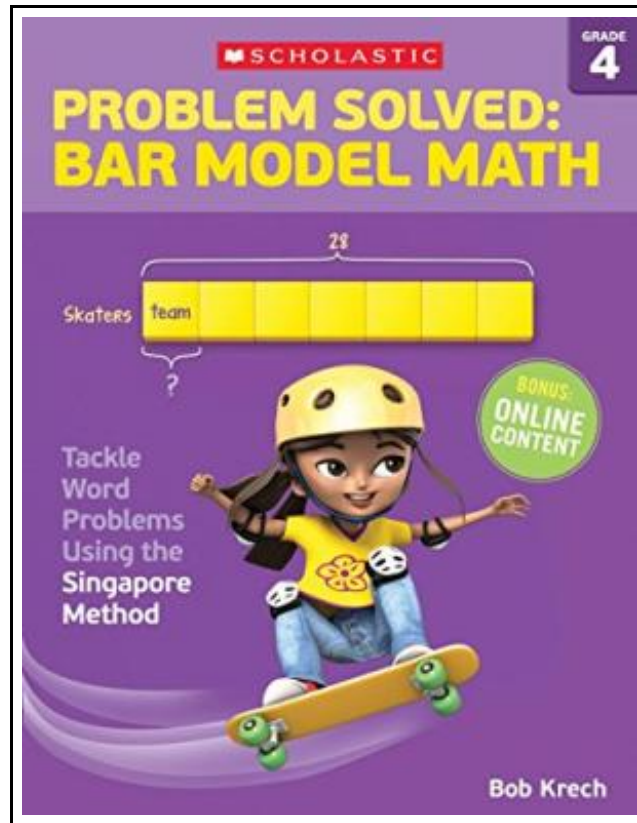 SCHOLASTIC
GRADE
4
PROBLEM SOLVED:
BAR MODEL MATH
28
Skaters
team
?
BONUS:
ONLINE
CONTENT
Tackle
Word
Problems
Using the
Singapore
Method
Bob Krech